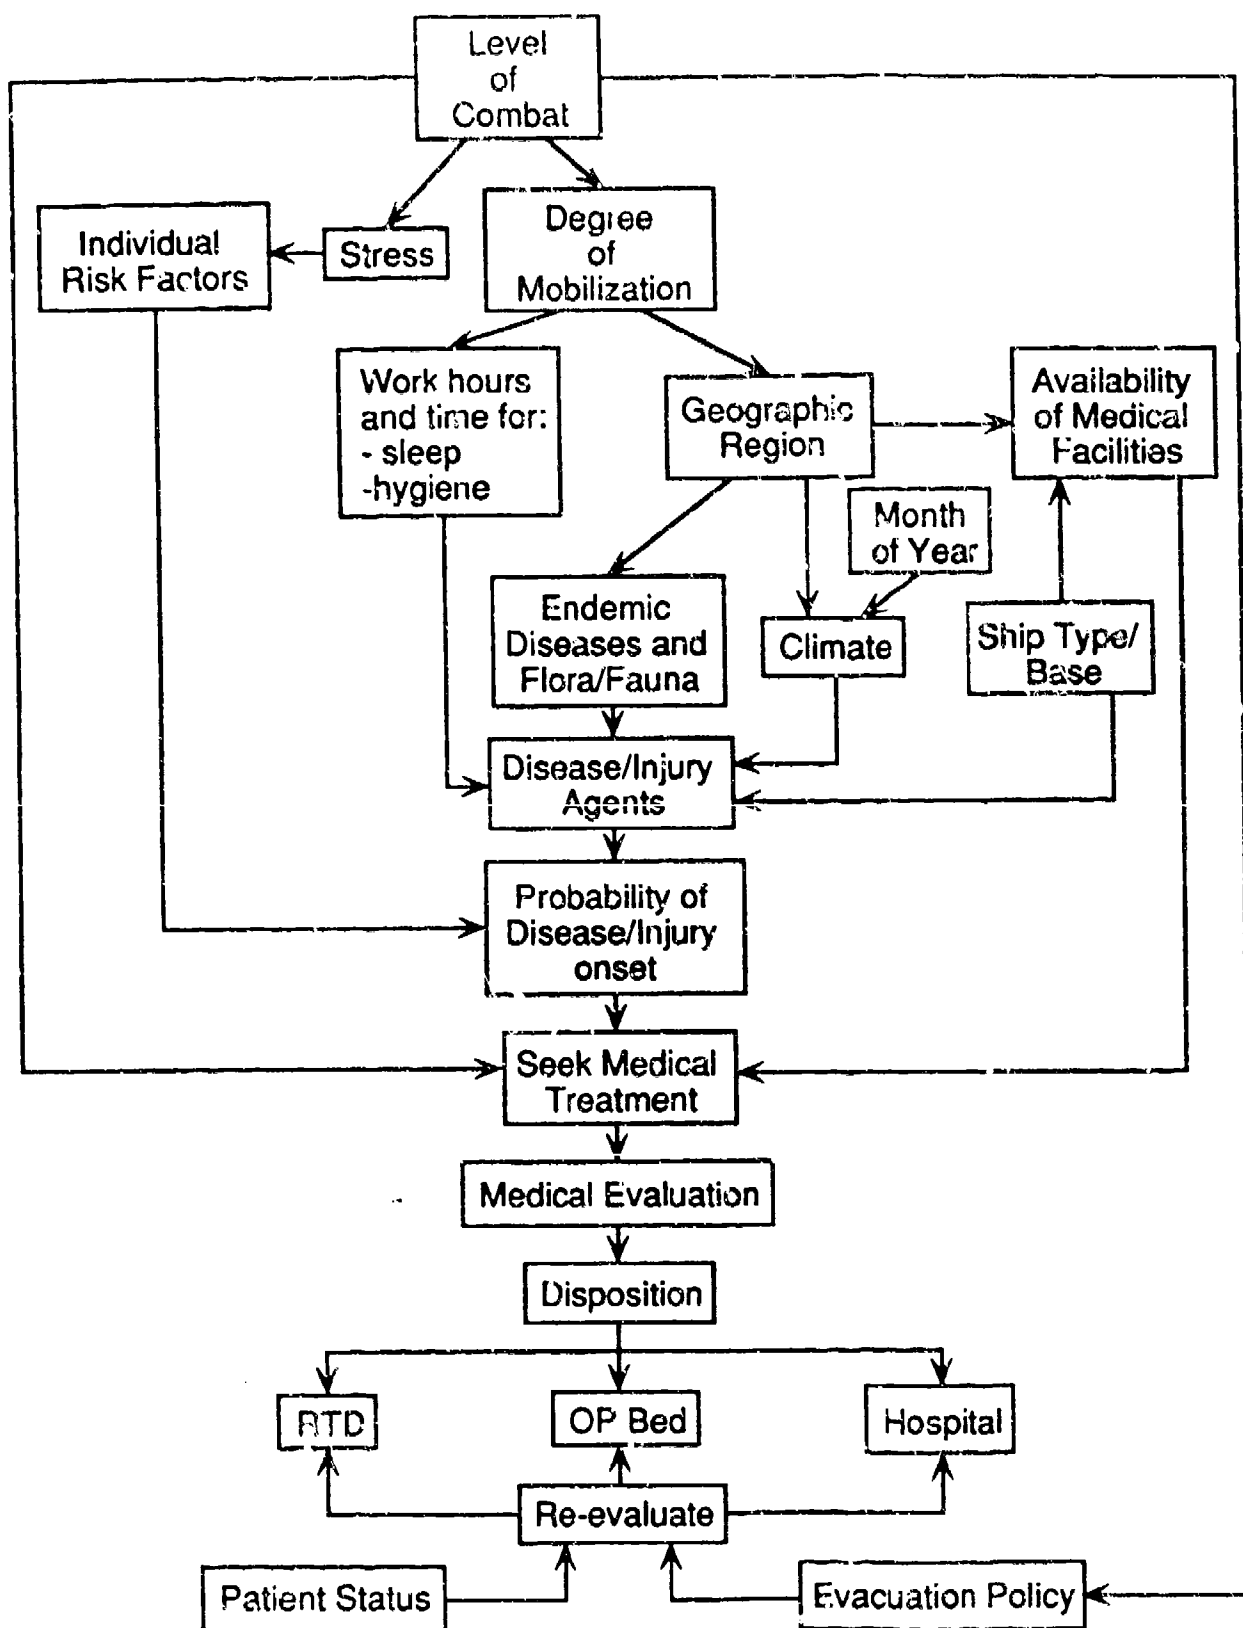 Level
of
Combat
Individual
Risk Factors
Stress
Degree
of
Mobilization
Work hours
and time for:
- sleep
-hygiene
Geographic
Region
Availability
of Medical
Facilities
Month
of Year
Endemic
Diseases and
Flora/Fauna
Climate
Ship Type/
Base
Disease/Injury
Agents
Probability of
Disease/Injury
onset
Seek Medical
Treatment
Medical Evaluation
Disposition
RTD
OP Bed
Hospital
Re-evaluate
Patient Status
Evacuation Policy